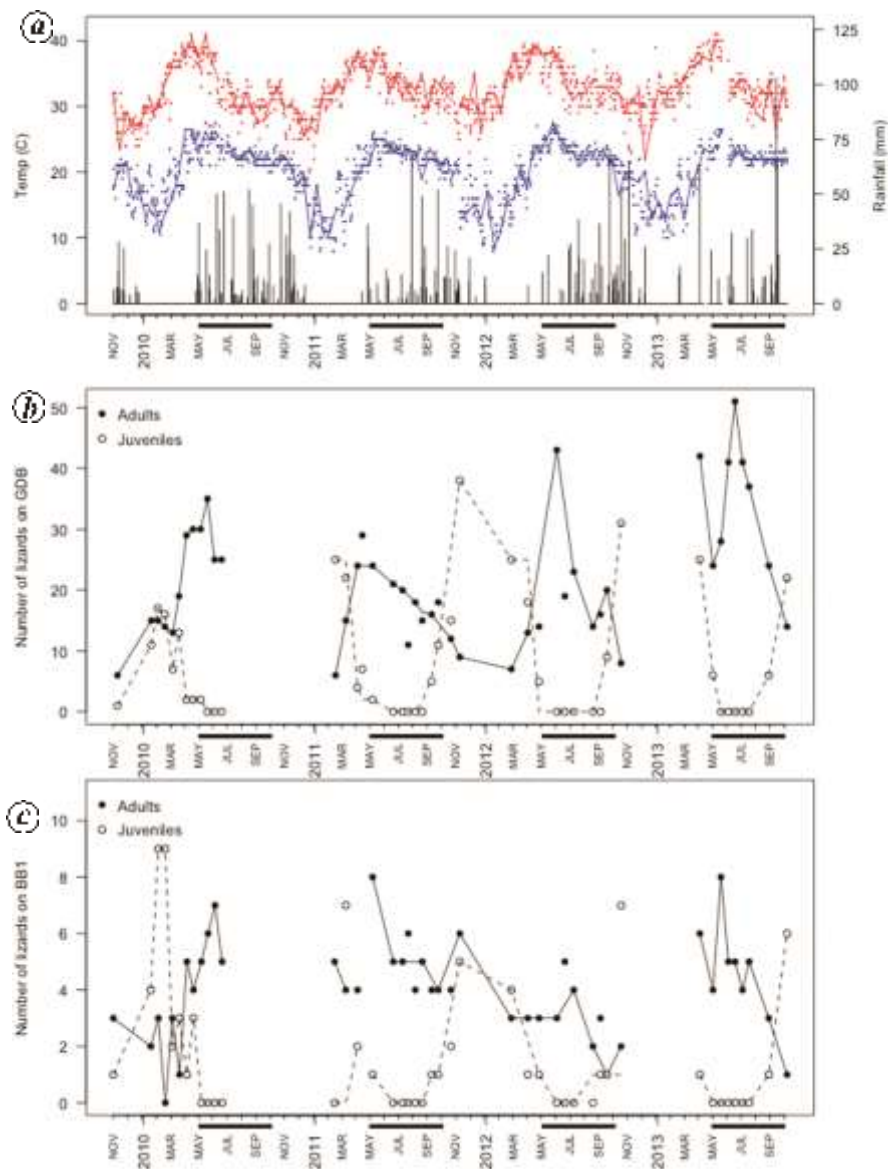 a
125
40
100
30
75
20
50
10
25
0
0
Temp (C)
Rainfall (mm)
NOV
2010
MAR
MAY
JUL
SEP
NOV
2011
MAR
MAY
JUL
SEP
NOV
2012
MAR
MAY
JUL
SEP
NOV
2013
MAR
MAY
JUL
SEP
b
50
40
30
20
10
0
Adults
Juveniles
Number of lizards on GDB
NOV
2010
MAR
MAY
JUL
SEP
NOV
2011
MAR
MAY
JUL
SEP
NOV
2012
MAR
MAY
JUL
SEP
NOV
2013
MAR
MAY
JUL
SEP
c
10
8
6
4
2
0
Adults
Juveniles
Number of lizards on BB1
NOV
2010
MAR
MAY
JUL
SEP
NOV
2011
MAR
MAY
JUL
SEP
NOV
2012
MAR
MAY
JUL
SEP
NOV
2013
MAR
MAY
JUL
SEP